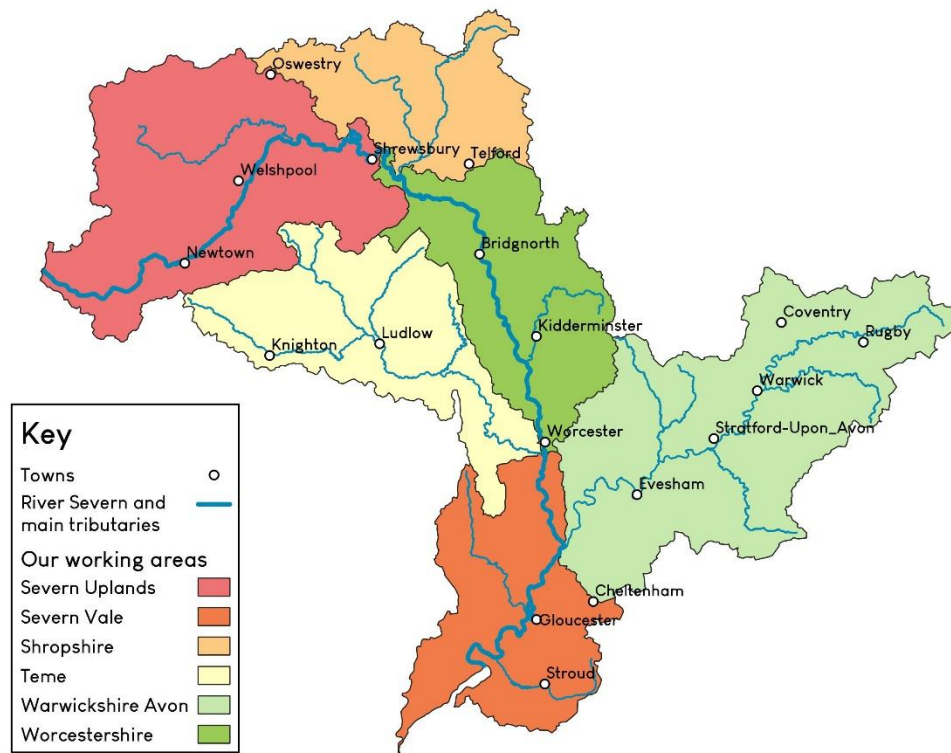 Oswestry
Shrewsbury
Telford
Welshpool
Bridgnorth
Newtown
Coventry
Kidderminster
Rugby
Ludlow
Knighton
Warwick
Worcester
Stratford-Upon_Avon
Evesham
Cheltenham
Gloucester
Stroud
Key
Towns
River Severn and
main tributaries
Our working areas
Severn Uplands
Severn Vale
Shropshire
Teme
Warwickshire Avon
Worcestershire